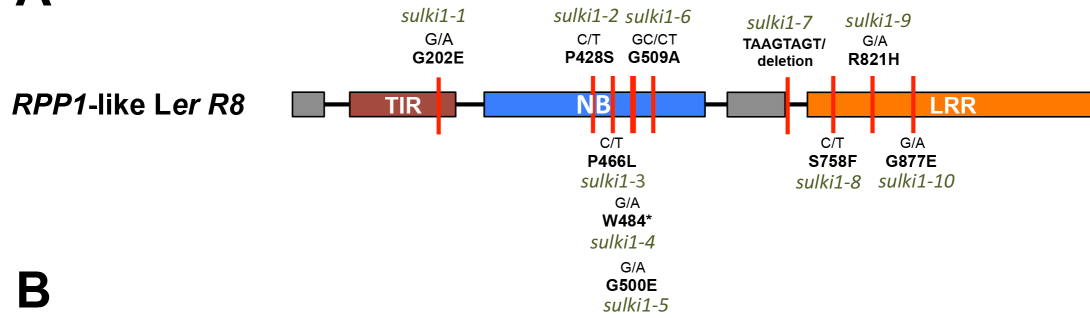 A
sulki1-1
G/A
G202E
sulki1-2
C/T
P428S
sulki1-6
GC/CT
G509A
sulki1-7
TAAGTAGT/
deletion
sulki1-9
G/A
R821H
RPP1-like Ler R8
TIR
NB
LRR
C/T
P466L
sulki1-3
G/A
W484*
sulki1-4
G/A
G500E
sulki1-5
C/T
S758F
sulki1-8
G/A
G877E
sulki1-10
B